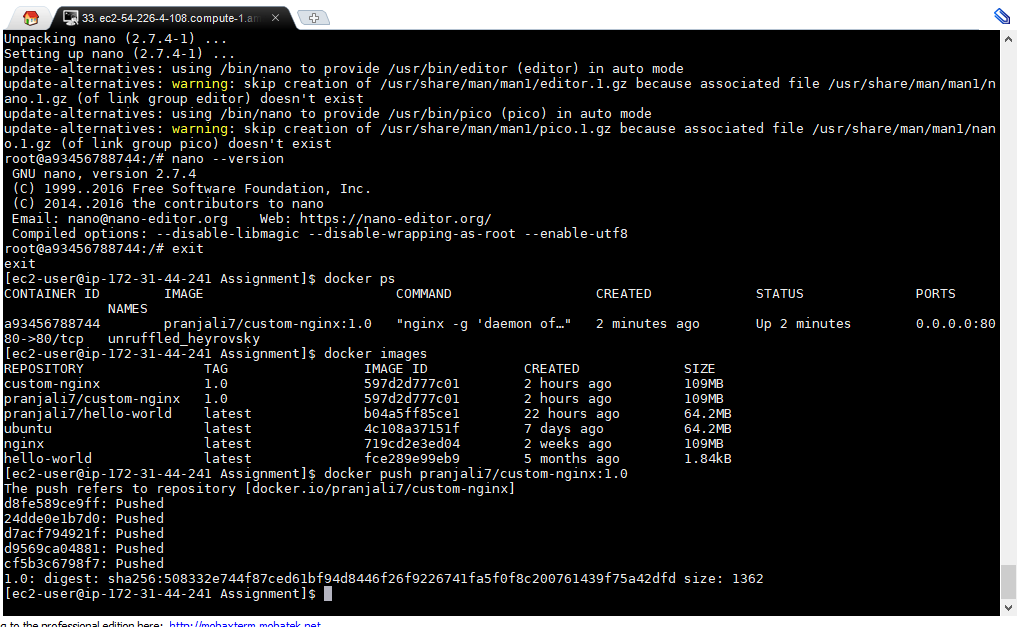 33. ec2-54-226-4-108.compute-1.am
Unpacking nano (2.7.4-1) ...
Setting up nano (2.7.4-1) ...
update-alternatives: using /bin/nano to provide /usr/bin/editor (editor) in auto mode
update-alternatives: warning: skip creation of /usr/share/man/man1/editor.1.gz because associated file /usr/share/man/man1/n
ano.1.gz (of link group editor) doesn't exist
update-alternatives: using /bin/nano to provide /usr/bin/pico (pico) in auto mode
update-alternatives: warning: skip creation of /usr/share/man/man1/pico.1.gz because associated file /usr/share/man/man1/nan
o.1.gz (of link group pico) doesn't exist
root@a93456788744:/# nano --version
 GNU nano, version 2.7.4
 (C) 1999..2016 Free Software Foundation, Inc.
 (C) 2014..2016 the contributors to nano
 Email: nano@nano-editor.org    Web: https://nano-editor.org/
 Compiled options: --disable-libmagic --disable-wrapping-as-root --enable-utf8
root@a93456788744:/# exit
exit
[ec2-user@ip-172-31-44-241 Assignment]$ docker ps
CONTAINER ID        IMAGE                        COMMAND                  CREATED             STATUS              PORTS
             NAMES
a93456788744        pranjali7/custom-nginx:1.0   "nginx -g 'daemon of…"   2 minutes ago       Up 2 minutes        0.0.0.0:80
80->80/tcp   unruffled_heyrovsky
[ec2-user@ip-172-31-44-241 Assignment]$ docker images
REPOSITORY               TAG                 IMAGE ID            CREATED             SIZE
custom-nginx             1.0                 597d2d777c01        2 hours ago         109MB
pranjali7/custom-nginx   1.0                 597d2d777c01        2 hours ago         109MB
pranjali7/hello-world    latest              b04a5ff85ce1        22 hours ago        64.2MB
ubuntu                   latest              4c108a37151f        7 days ago          64.2MB
nginx                    latest              719cd2e3ed04        2 weeks ago         109MB
hello-world              latest              fce289e99eb9        5 months ago        1.84kB
[ec2-user@ip-172-31-44-241 Assignment]$ docker push pranjali7/custom-nginx:1.0
The push refers to repository [docker.io/pranjali7/custom-nginx]
d8fe589ce9ff: Pushed
24dde0e1b7d0: Pushed
d7acf794921f: Pushed
d9569ca04881: Pushed
cf5b3c6798f7: Pushed
1.0: digest: sha256:508332e744f87ced61bf94d8446f26f9226741fa5f0f8c200761439f75a42dfd size: 1362
[ec2-user@ip-172-31-44-241 Assignment]$
g to the professional edition here: http://mobaxterm.mobatek.net